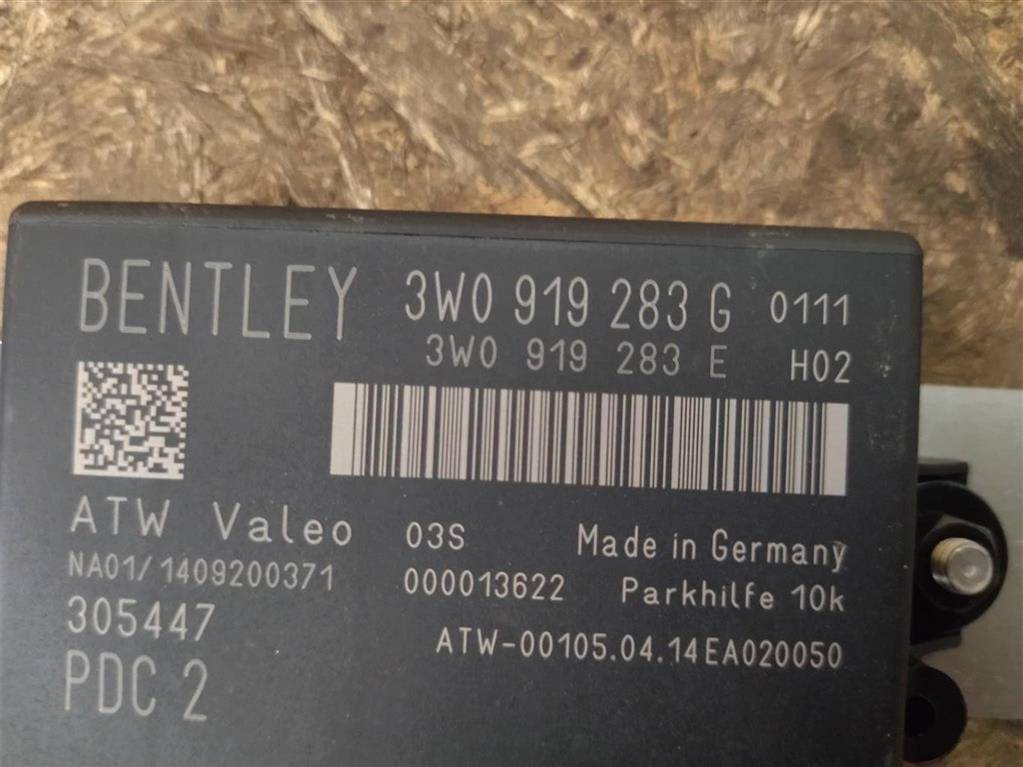 BENTLEY 3W0 919 283 G 0111
3W0 919 283 E H02
ATW Valeo 03S Made in Germany
NA01/1409200371 000013622 Parkhilfe 10k
305447 ATW-00105.04.14EA020050
PDC 2